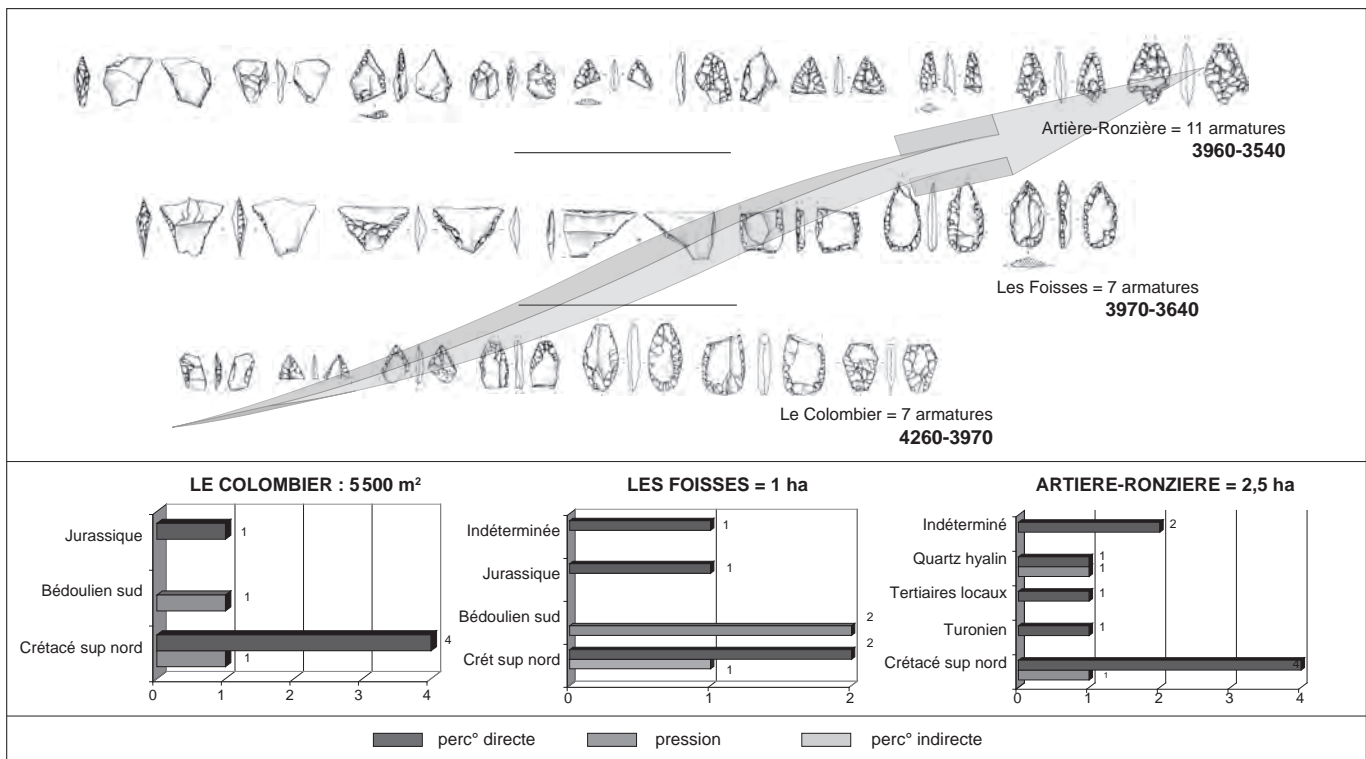 Artière-Ronzière = 11 armatures
3960-3540
Les Foisses = 7 armatures
3970-3640
Le Colombier = 7 armatures
4260-3970
LE COLOMBIER : 5 500 m²
Jurassique
1
Bédoulien sud
1
Crétacé sup nord
4
1
0 1 2 3 4
LES FOISSES = 1 ha
Indéterminée
1
Jurassique
1
Bédoulien sud
2
Crét sup nord
2
1
0 1 2
ARTIERE-RONZIERE = 2,5 ha
Indéterminé
2
Quartz hyalin
1
1
Tertiaires locaux
1
Turonien
1
Crétacé sup nord
4
1
0 1 2 3 4
perc° directe pression perc° indirecte